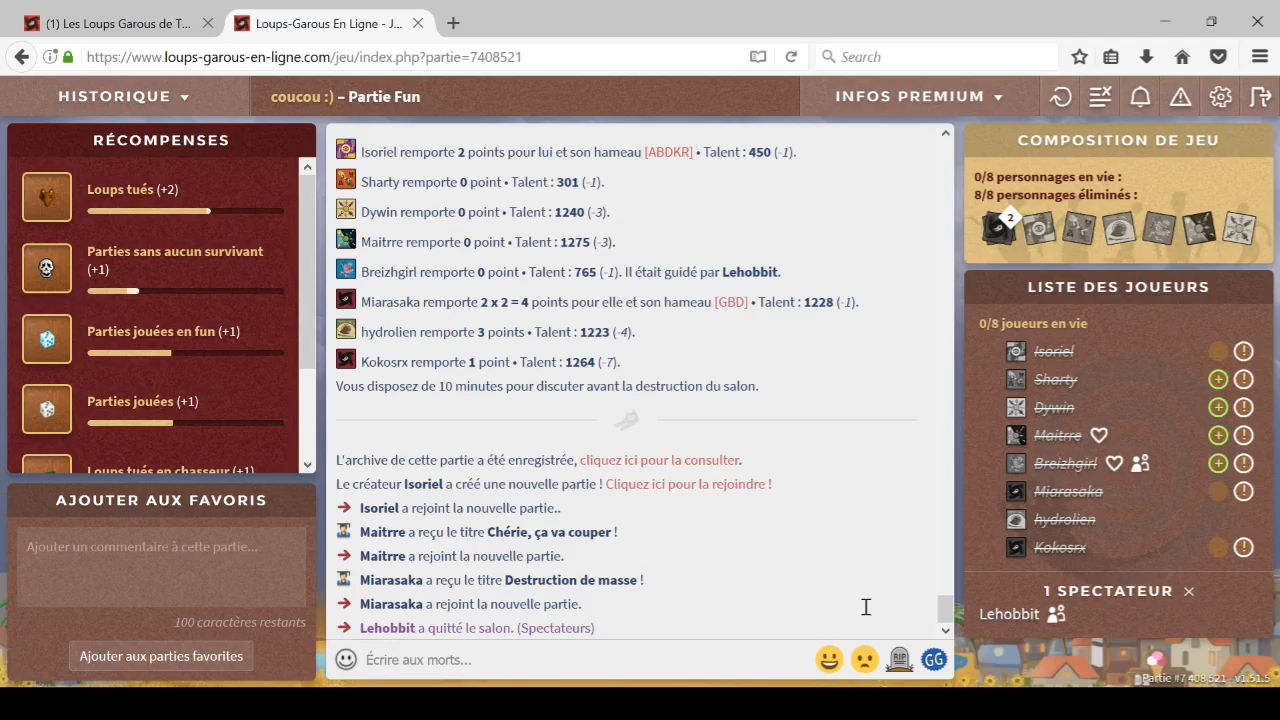 (1) Les Loups Garous de T...
Loups-Garous En Ligne - J...
https://www.loups-garous-en-ligne.com/jeu/index.php?partie=7408521
Search
HISTORIQUE
coucou :) – Partie Fun
INFOS PREMIUM
RÉCOMPENSES
Loups tués (+2)
Parties sans aucun survivant
(+1)
Parties jouées en fun (+1)
Parties jouées (+1)
Loups tués en chasseur (+1)
AJOUTER AUX FAVORIS
Ajouter un commentaire à cette partie...
100 caractères restants
Ajouter aux parties favorites
Isoriel remporte 2 points pour lui et son hameau [ABDKR] • Talent : 450 (-1).
Sharty remporte 0 point • Talent : 301 (-1).
Dywin remporte 0 point • Talent : 1240 (-3).
Maitrre remporte 0 point • Talent : 1275 (-3).
Breizhgirl remporte 0 point • Talent : 765 (-1). Il était guidé par Lehobbit.
Miarasaka remporte 2 x 2 = 4 points pour elle et son hameau [GBD] • Talent : 1228 (-1).
hydrolien remporte 3 points • Talent : 1223 (-4).
Kokosrx remporte 1 point • Talent : 1264 (-7).
Vous disposez de 10 minutes pour discuter avant la destruction du salon.
L'archive de cette partie a été enregistrée, cliquez ici pour la consulter.
Le créateur Isoriel a créé une nouvelle partie ! Cliquez ici pour la rejoindre !
Isoriel a rejoint la nouvelle partie..
Maitrre a reçu le titre Chérie, ça va couper !
Maitrre a rejoint la nouvelle partie.
Miarasaka a reçu le titre Destruction de masse !
Miarasaka a rejoint la nouvelle partie.
Lehobbit a quitté le salon. (Spectateurs)
Écrire aux morts...
RIP
GG
COMPOSITION DE JEU
0/8 personnages en vie :
8/8 personnages éliminés :
2
LISTE DES JOUEURS
0/8 joueurs en vie
Isoriel
Sharty
Dywin
Maitrre
Breizhgirl
Miarasaka
hydrolien
Kokosrx
1 SPECTATEUR
Lehobbit
Partie #7 408 521 - v1.51.5